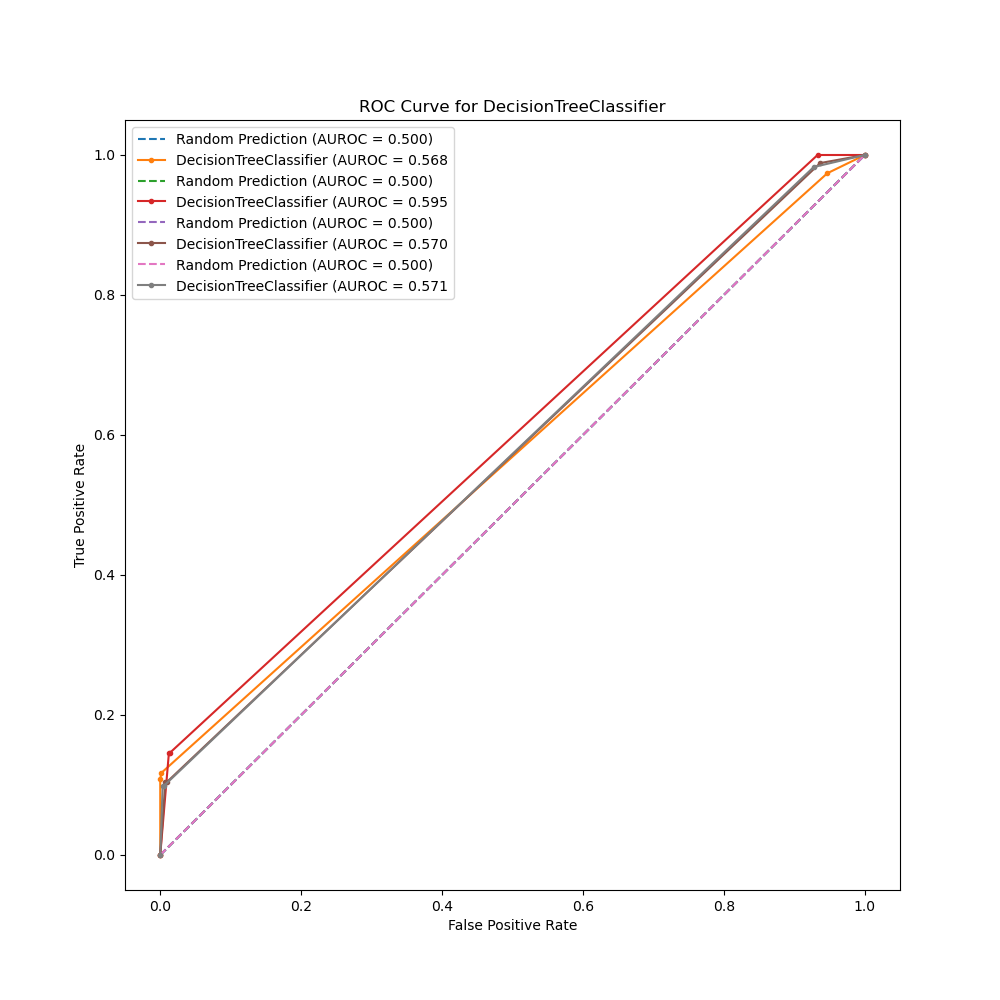 ROC Curve for DecisionTreeClassifier
Random Prediction (AUROC = 0.500)
DecisionTreeClassifier (AUROC = 0.568
Random Prediction (AUROC = 0.500)
DecisionTreeClassifier (AUROC = 0.595
Random Prediction (AUROC = 0.500)
DecisionTreeClassifier (AUROC = 0.570
Random Prediction (AUROC = 0.500)
DecisionTreeClassifier (AUROC = 0.571
1.0
0.8
0.6
0.4
0.2
0.0
True Positive Rate
0.0 0.2 0.4 0.6 0.8 1.0
False Positive Rate